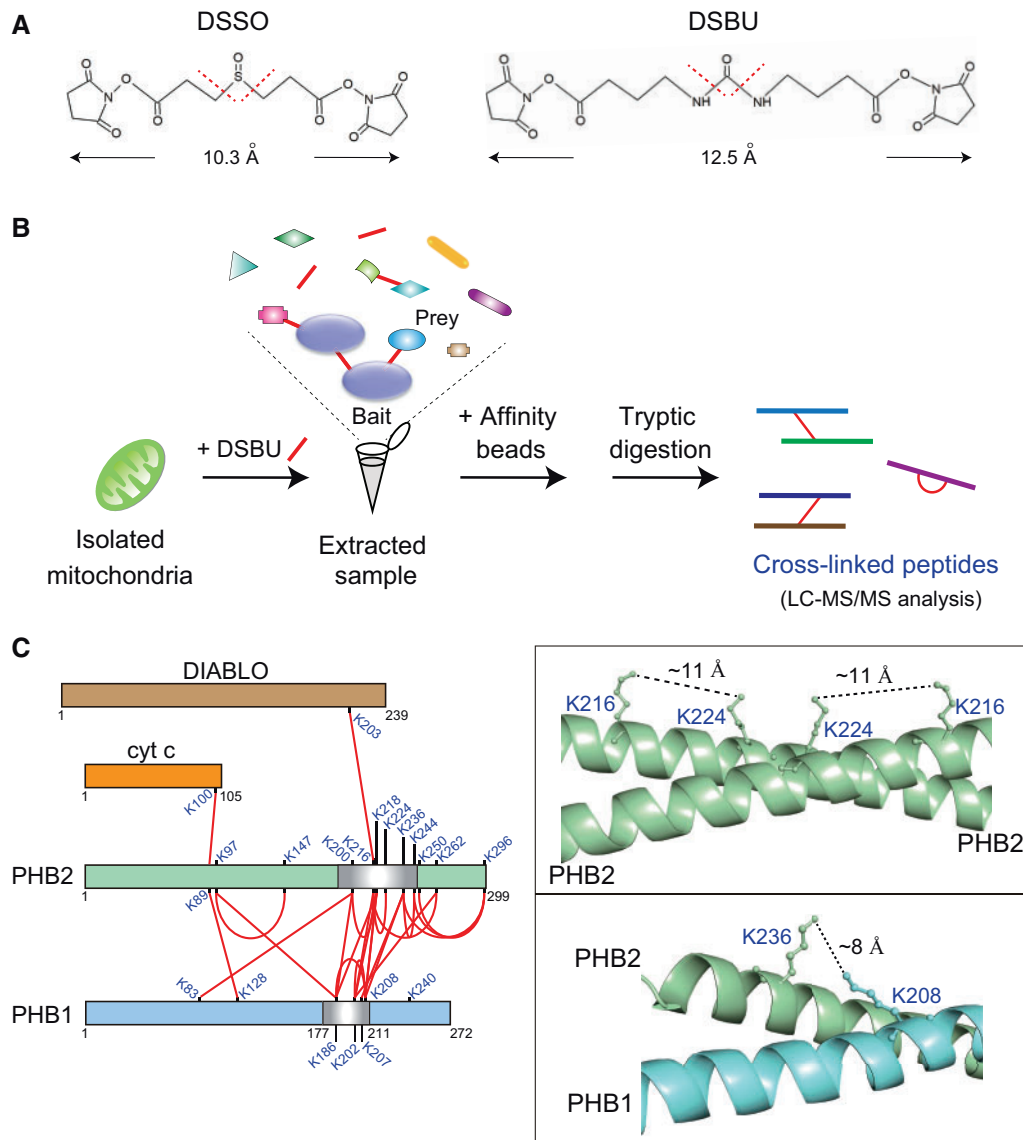 A
DSSO
DSBU
O
S
O
O
N
O
O
O
O
N
O
O
10.3 Å
O
O
N
O
O
O
NH
O
NH
O
O
N
O
O
12.5 Å
B
Prey
Bait
+ DSBU
+ Affinity
beads
Tryptic
digestion
Isolated
mitochondria
Extracted
sample
Cross-linked peptides
(LC-MS/MS analysis)
C
DIABLO
1
239
K203
cyt c
1
105
K100
K218
K224
K236
K244
K97
K147
K200
K216
K250
K262
K296
PHB2
1
299
K89
K83
K128
K208
K240
PHB1
1
177
211
272
K186
K202
K207
~11 Å
~11 Å
K216
K224
K224
K216
PHB2
PHB2
K236
~8 Å
PHB2
K208
PHB1